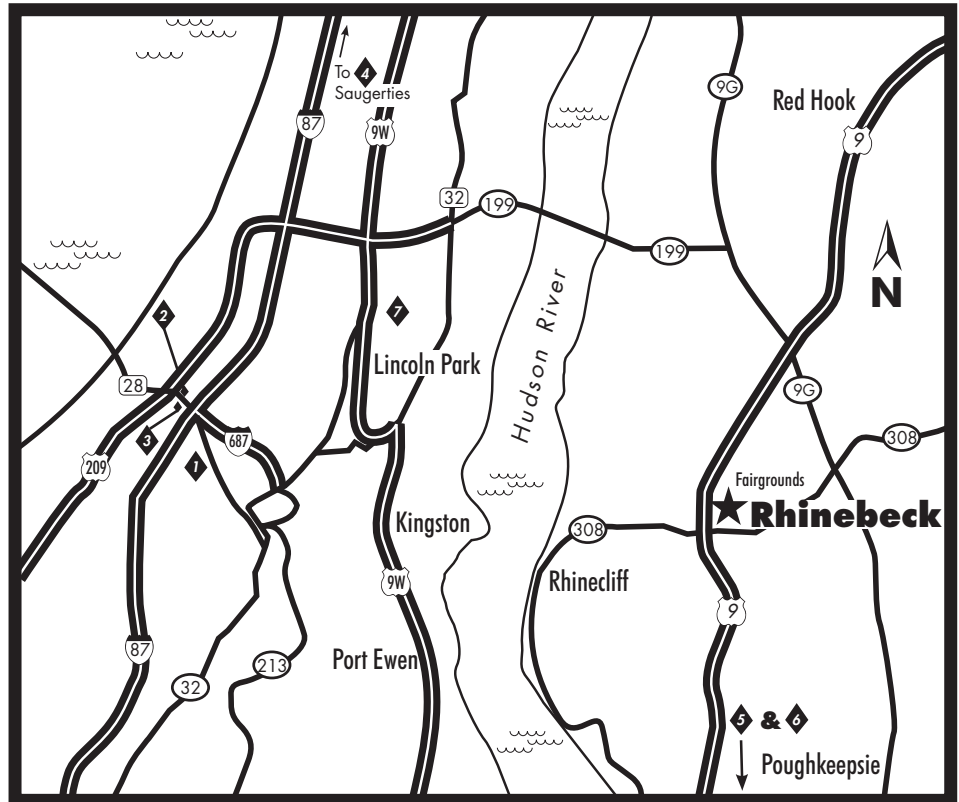 To 4
Saugerties
87
9W
9G
Red Hook
9
32
199
199
N
2
7
Hudson River
Lincoln Park
28
9G
687
308
3
209
1
Fairgrounds
Rhinebeck
Kingston
308
9W
Rhinecliff
9
87
Port Ewen
213
32
5 & 6
Poughkeepsie